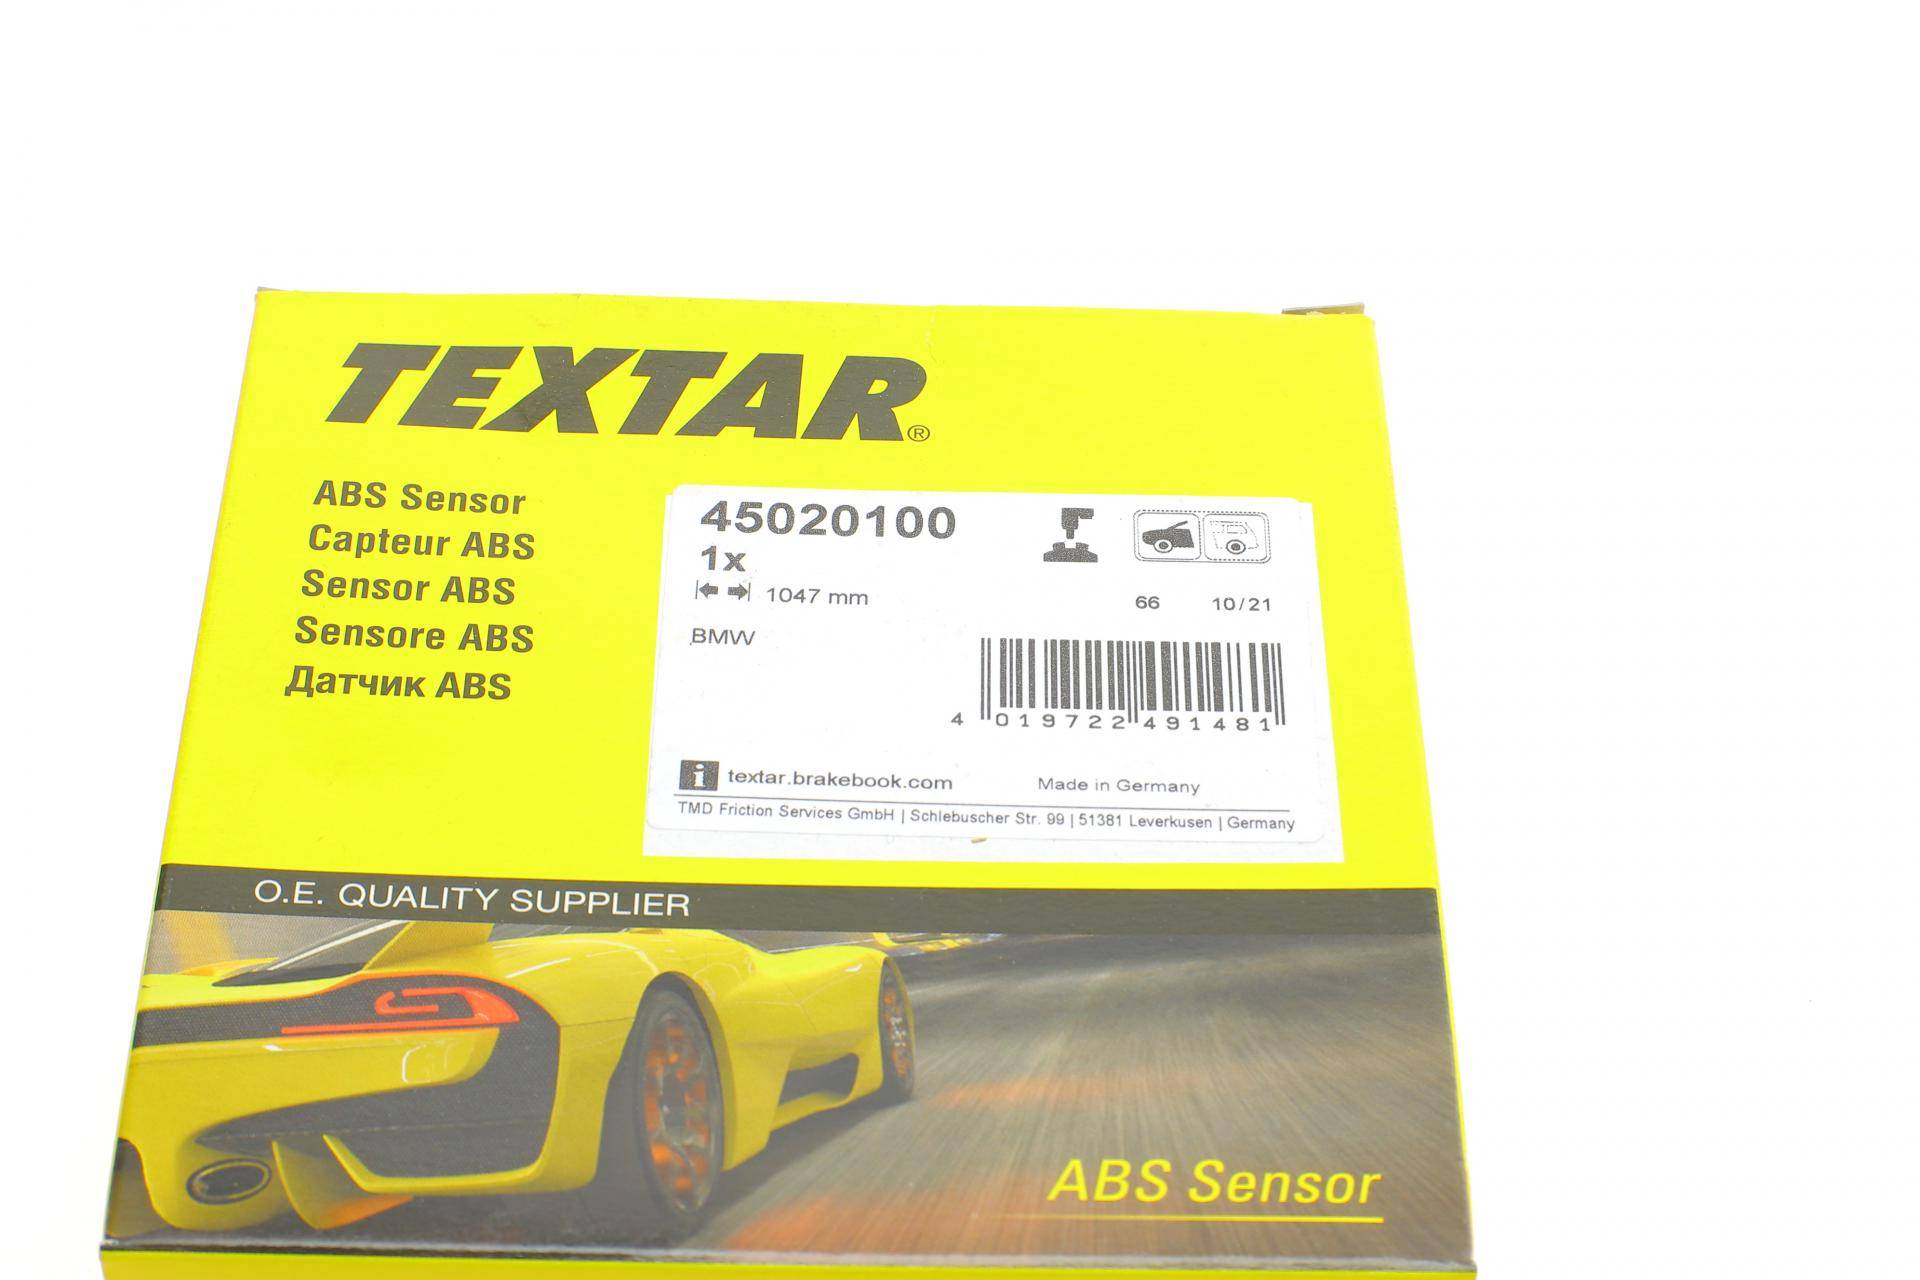 TEXTAR®
ABS Sensor
Capteur ABS
Sensor ABS
Sensore ABS
Датчик ABS
45020100
1x
1047 mm
66 10/21
BMW
4 019722 491481
i textar.brakebook.com Made in Germany
TMD Friction Services GmbH | Schlebuscher Str. 99 | 51381 Leverkusen | Germany
O.E. QUALITY SUPPLIER
ABS Sensor